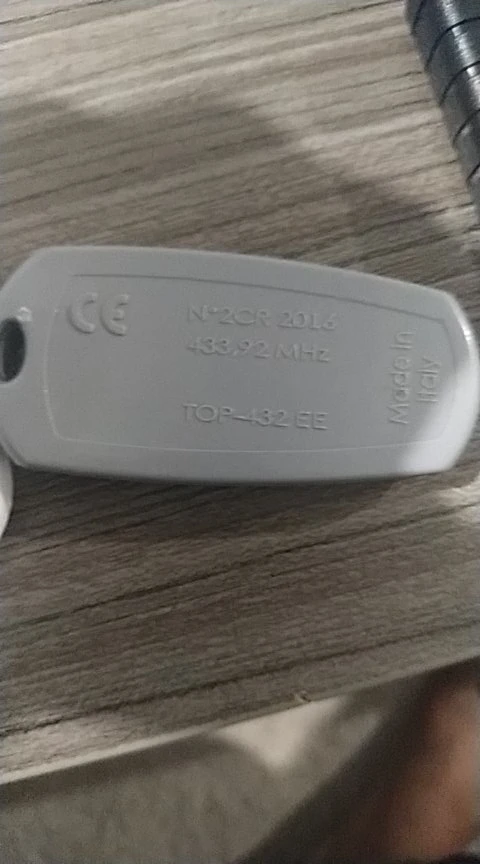 CE
N°2CR 2016
433.92 MHz
TOP-432 EE
Made in
Italy